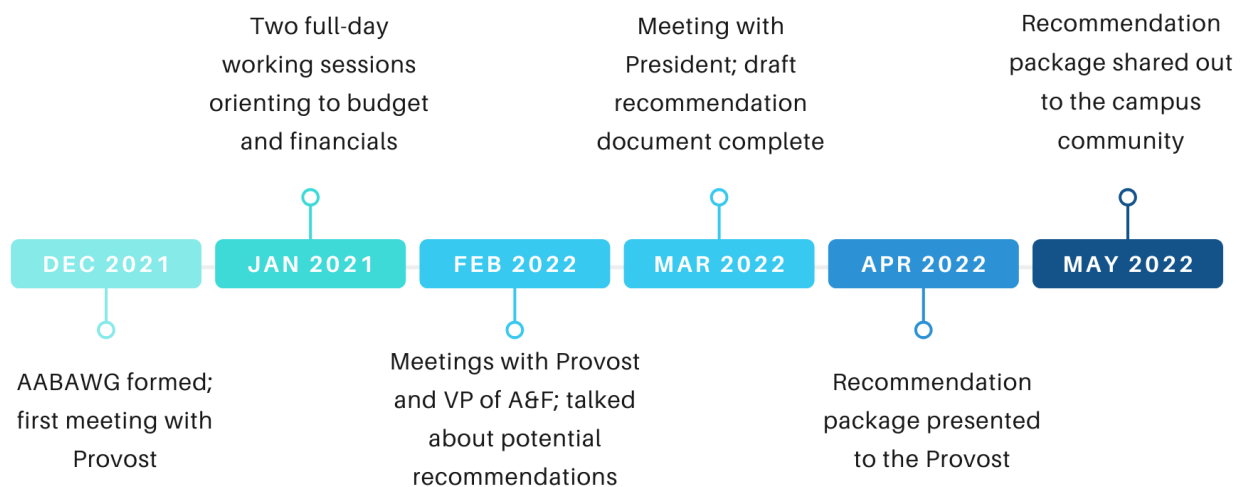 Two full-day
working sessions
orienting to budget
and financials
Meeting with
President; draft
recommendation
document complete
Recommendation
package shared out
to the campus
community
DEC 2021
JAN 2021
FEB 2022
MAR 2022
APR 2022
MAY 2022
AABAWG formed;
first meeting with
Provost
Meetings with Provost
and VP of A&F; talked
about potential
recommendations
Recommendation
package presented
to the Provost